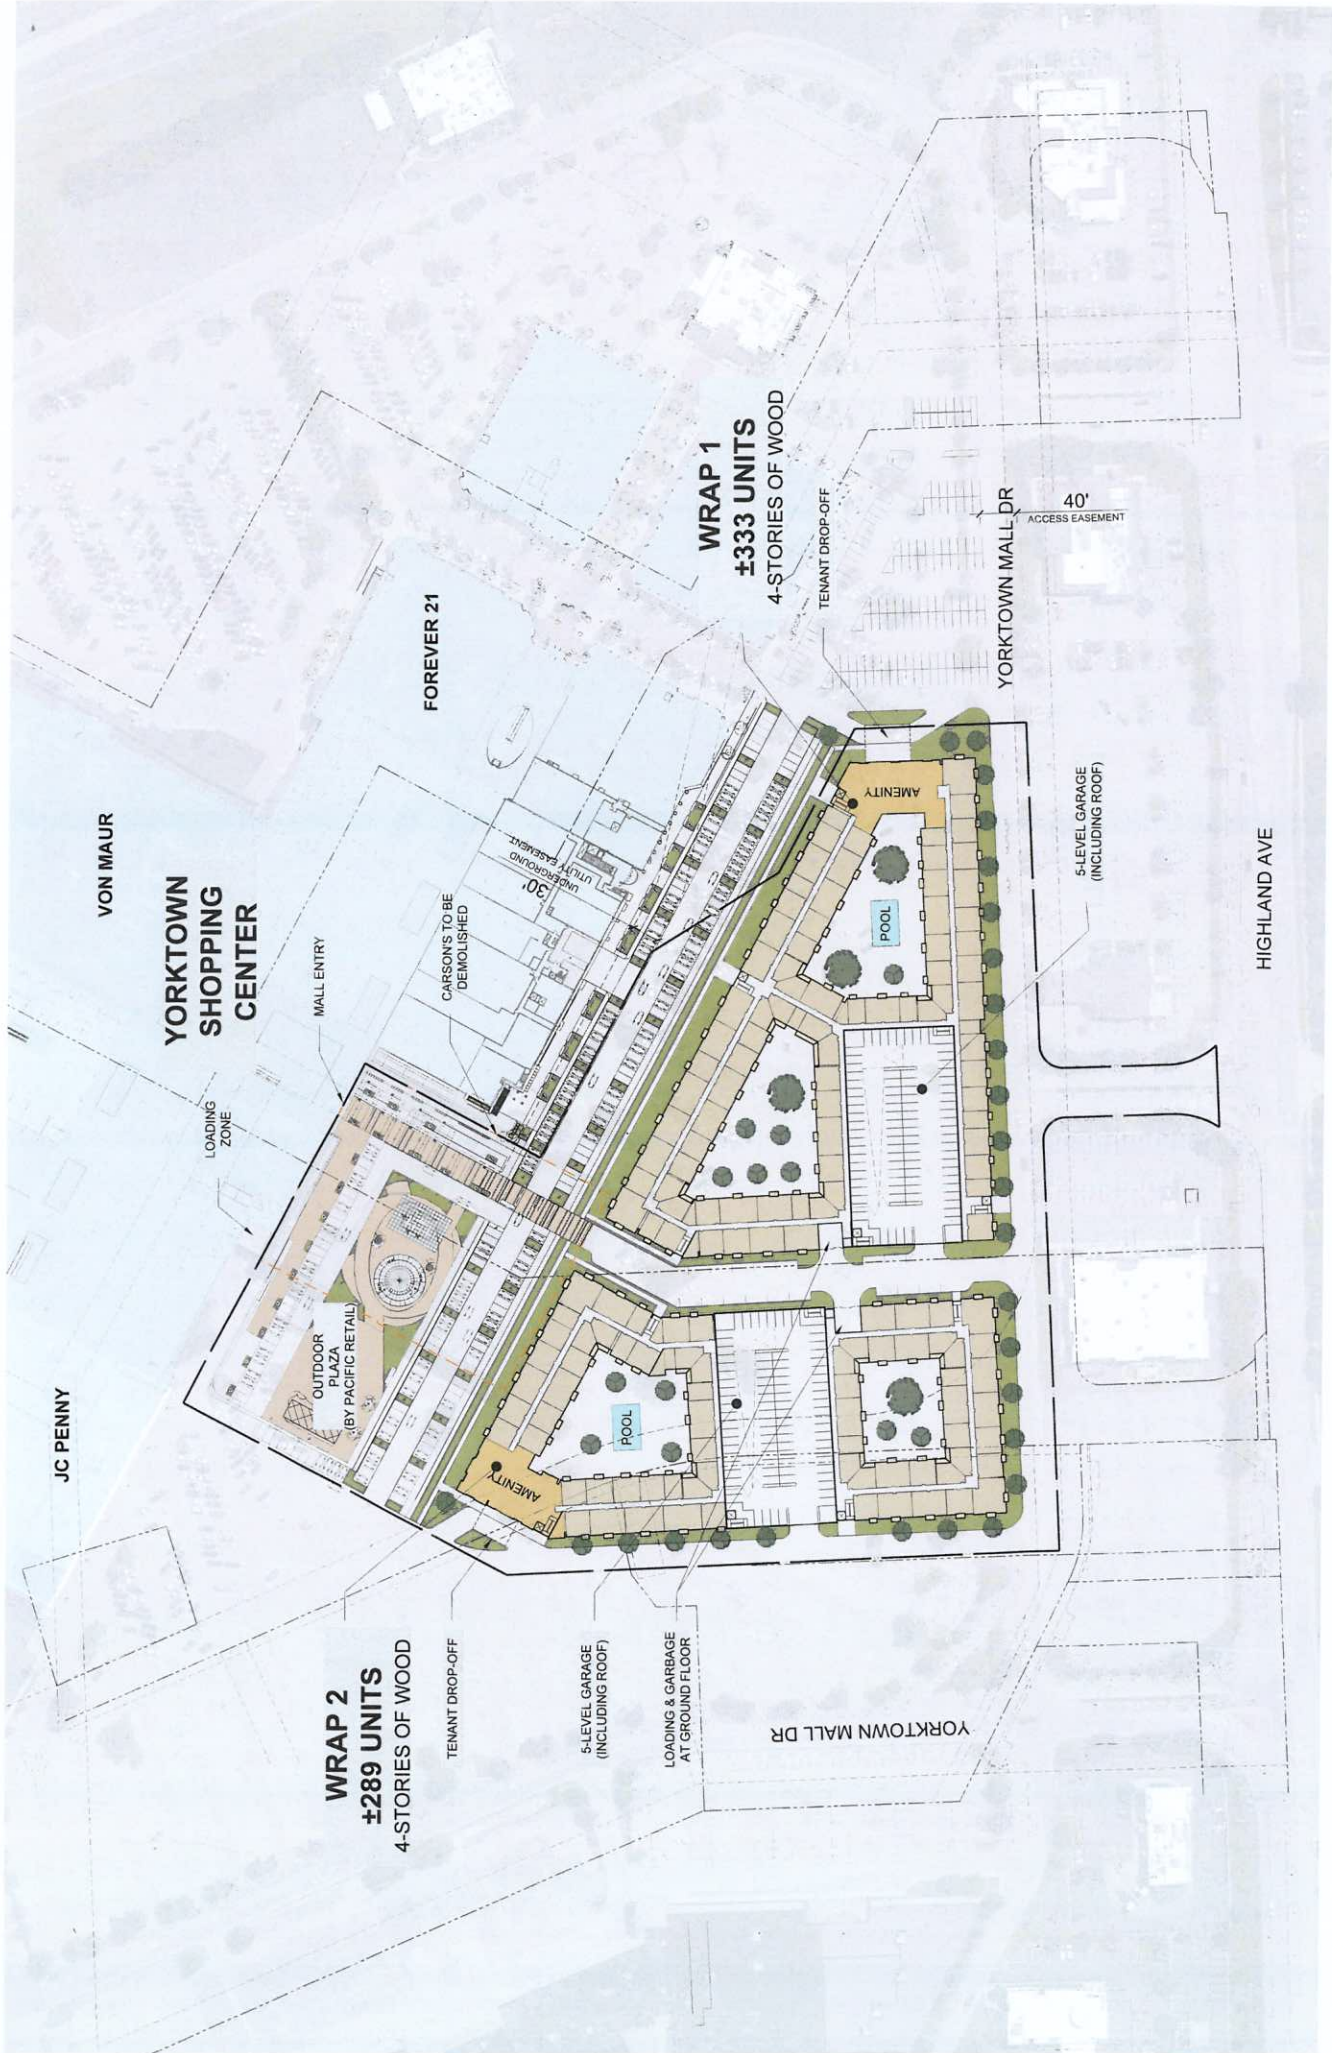 JC PENNY
VON MAUR
YORKTOWN
SHOPPING
CENTER
LOADING
ZONE
MALL ENTRY
FOREVER 21
CARSON'S TO BE
DEMOLISHED
30'
UNDERGROUND
UTILITY EASEMENT
OUTDOOR
PLAZA
(BY PACIFIC RETAIL)
WRAP 2
±289 UNITS
4-STORIES OF WOOD
TENANT DROP-OFF
5-LEVEL GARAGE
(INCLUDING ROOF)
LOADING & GARBAGE
AT GROUND FLOOR
YORKTOWN MALL DR
AMENITY
POOL
WRAP 1
±333 UNITS
4-STORIES OF WOOD
TENANT DROP-OFF
AMENITY
POOL
YORKTOWN MALL DR
40'
ACCESS EASEMENT
5-LEVEL GARAGE
(INCLUDING ROOF)
HIGHLAND AVE